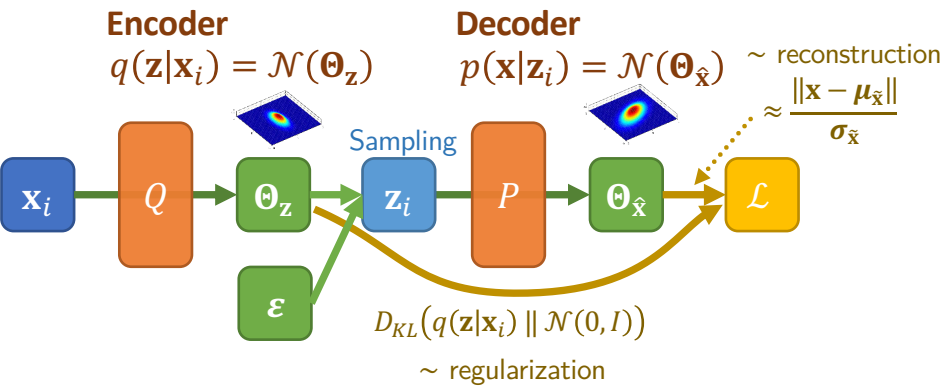 Encoder
q(𝐳|𝐱ᵢ) = 𝒩(𝚯_𝐳)
Decoder
p(𝐱|𝐳ᵢ) = 𝒩(𝚯_𝐱̂)
~ reconstruction
≈ ‖𝐱 − 𝝁_𝐱̃‖ / 𝝈_𝐱̃
Sampling
𝐱ᵢ
Q
𝚯_𝐳
𝐳ᵢ
P
𝚯_𝐱̂
ℒ
𝜺
D_KL(q(𝐳|𝐱ᵢ) ‖ 𝒩(0, I))
~ regularization